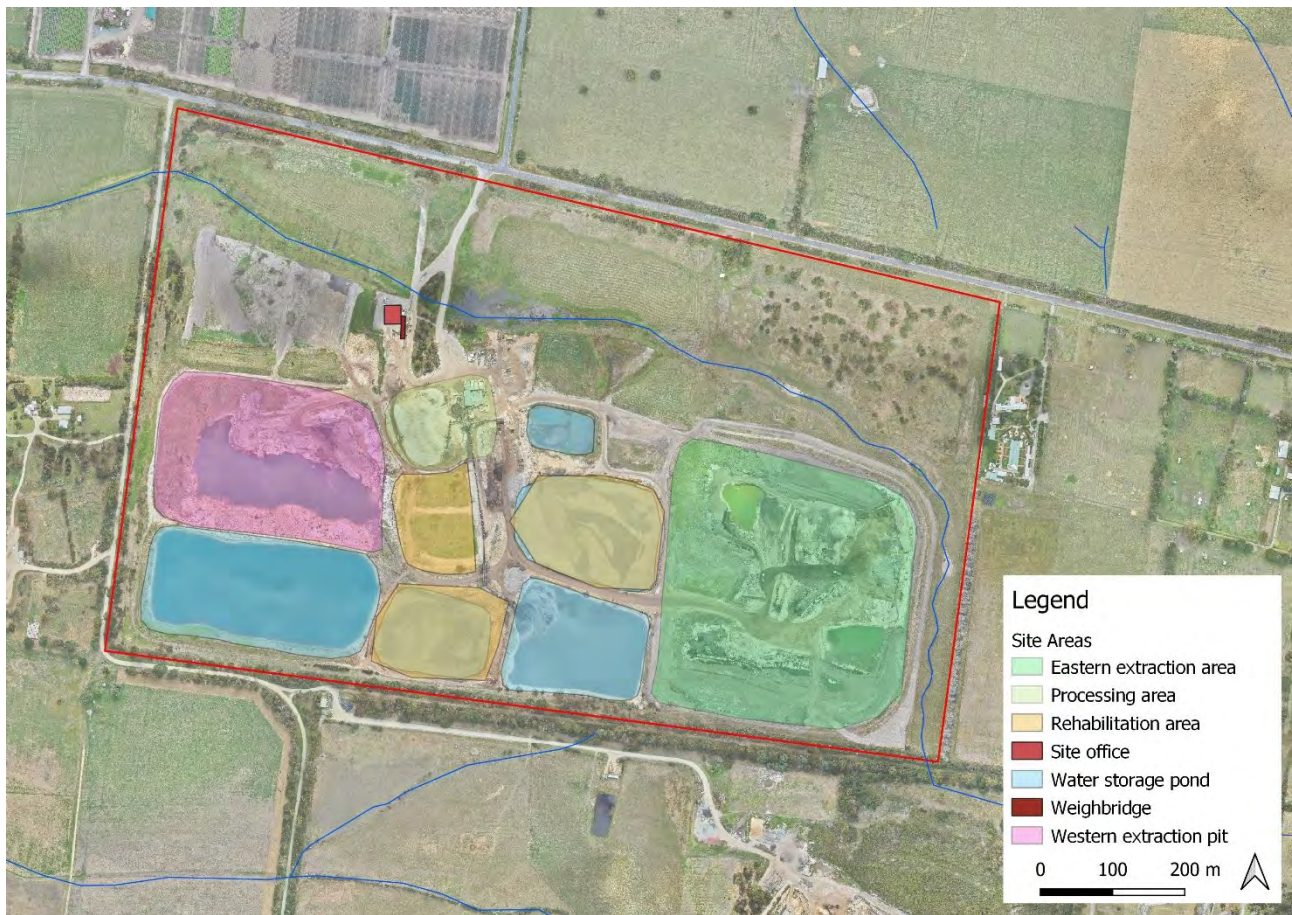 Legend
Site Areas
Eastern extraction area
Processing area
Rehabilitation area
Site office
Water storage pond
Weighbridge
Western extraction pit
0 100 200 m